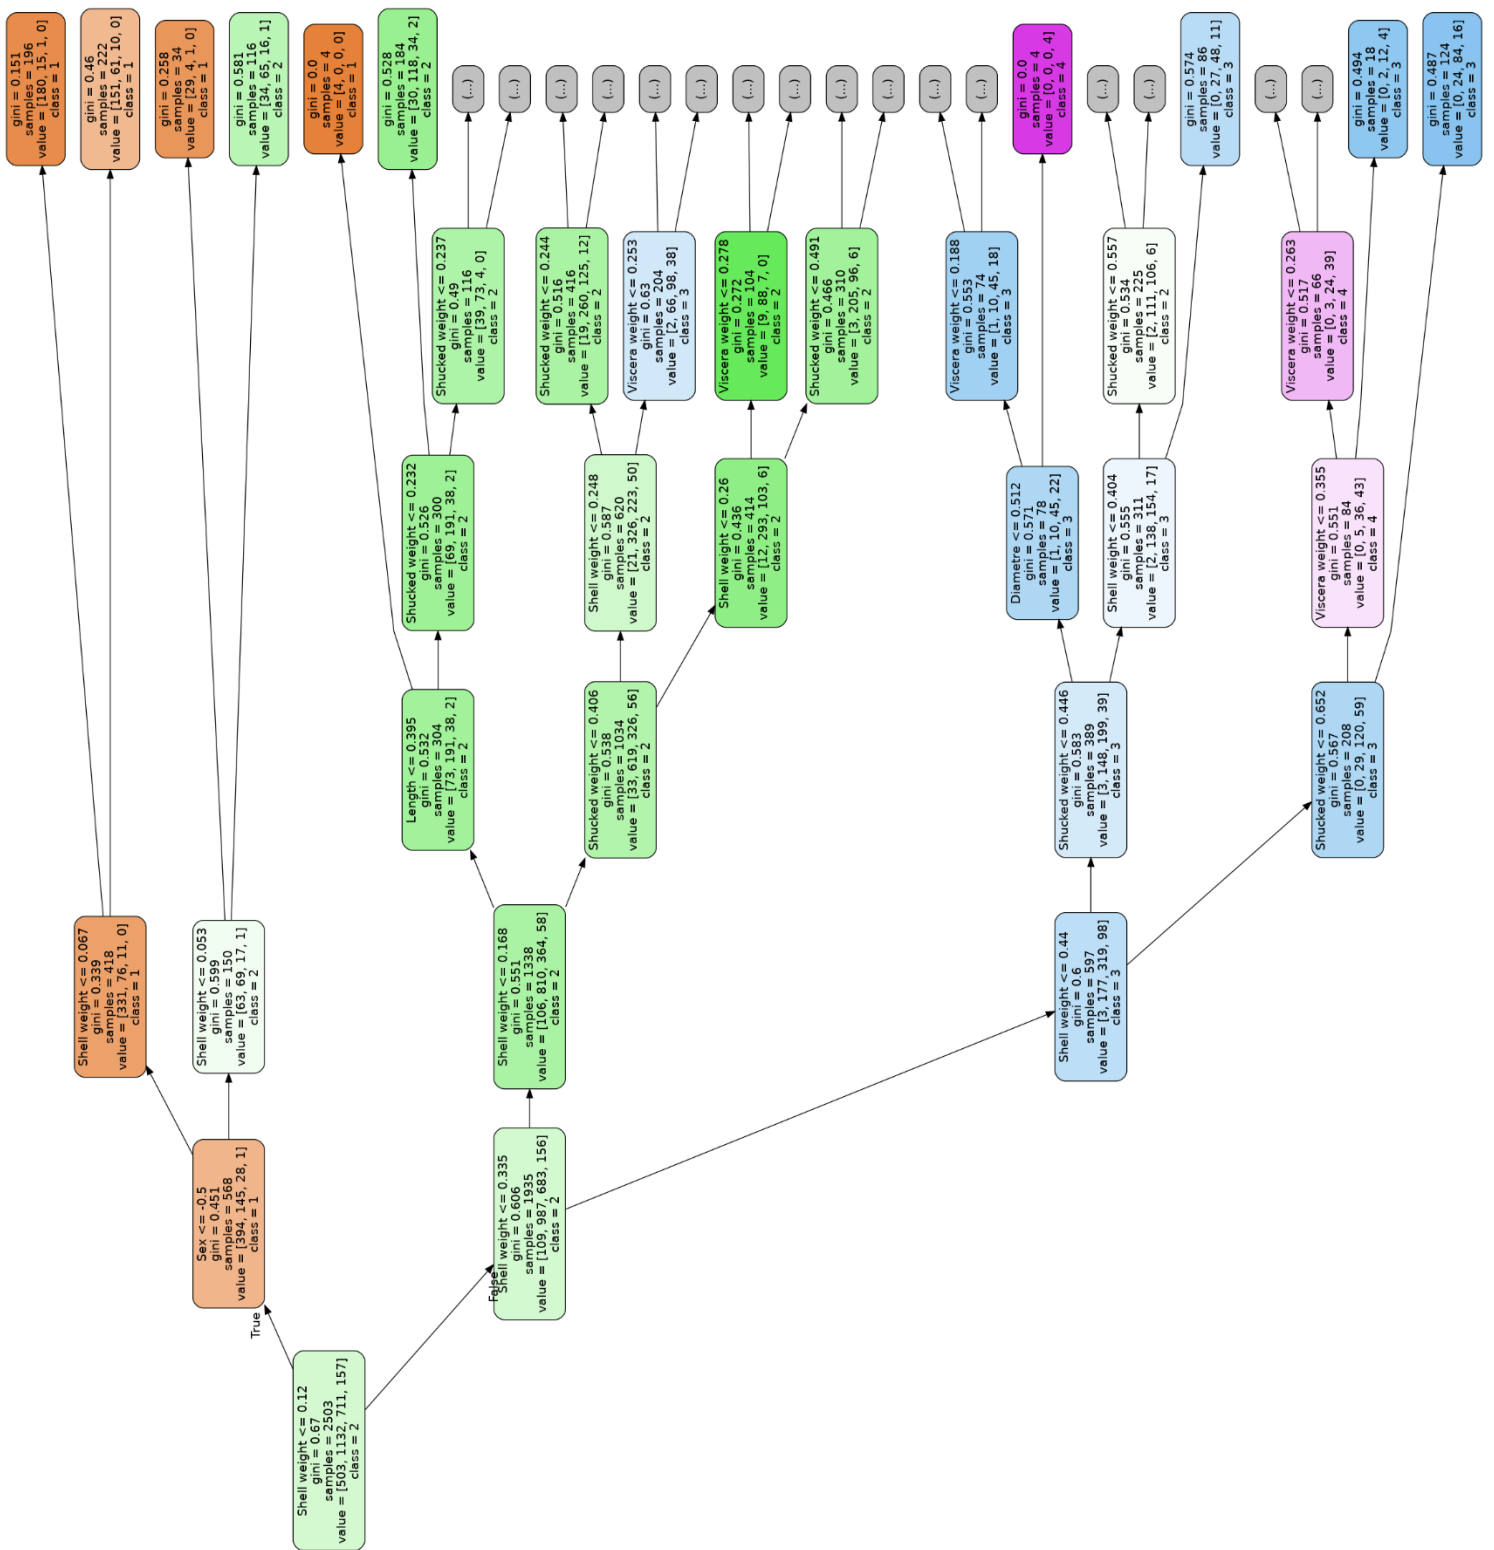 gini = 0.151
samples = 196
value = [180, 15, 1, 0]
class = 1
gini = 0.46
samples = 222
value = [151, 61, 10, 0]
class = 1
gini = 0.258
samples = 34
value = [29, 4, 1, 0]
class = 1
gini = 0.581
samples = 116
value = [34, 65, 16, 1]
class = 2
gini = 0.0
samples = 4
value = [4, 0, 0, 0]
class = 1
gini = 0.528
samples = 184
value = [30, 118, 34, 2]
class = 2
(...)
(...)
(...)
(...)
(...)
(...)
(...)
(...)
(...)
(...)
(...)
(...)
gini = 0.0
samples = 4
value = [0, 0, 0, 4]
class = 4
(...)
(...)
gini = 0.574
samples = 86
value = [0, 27, 48, 11]
class = 3
(...)
(...)
gini = 0.494
samples = 18
value = [0, 2, 12, 4]
class = 3
gini = 0.487
samples = 124
value = [0, 24, 84, 16]
class = 3
Shucked weight <= 0.237
gini = 0.49
samples = 116
value = [39, 73, 4, 0]
class = 2
Shucked weight <= 0.244
gini = 0.516
samples = 416
value = [19, 260, 125, 12]
class = 2
Viscera weight <= 0.253
gini = 0.63
samples = 204
value = [2, 66, 98, 38]
class = 3
Viscera weight <= 0.278
gini = 0.272
samples = 104
value = [9, 88, 7, 0]
class = 2
Shucked weight <= 0.491
gini = 0.466
samples = 310
value = [3, 205, 96, 6]
class = 2
Viscera weight <= 0.188
gini = 0.553
samples = 74
value = [1, 10, 45, 18]
class = 3
Shucked weight <= 0.557
gini = 0.534
samples = 225
value = [2, 111, 106, 6]
class = 2
Viscera weight <= 0.263
gini = 0.517
samples = 66
value = [0, 3, 24, 39]
class = 4
Shucked weight <= 0.232
gini = 0.526
samples = 300
value = [69, 191, 38, 2]
class = 2
Shell weight <= 0.248
gini = 0.587
samples = 620
value = [21, 326, 223, 50]
class = 2
Shell weight <= 0.26
gini = 0.436
samples = 414
value = [12, 293, 103, 6]
class = 2
Diametre <= 0.512
gini = 0.571
samples = 78
value = [1, 10, 45, 22]
class = 3
Shell weight <= 0.404
gini = 0.555
samples = 311
value = [2, 138, 154, 17]
class = 3
Viscera weight <= 0.355
gini = 0.551
samples = 84
value = [0, 5, 36, 43]
class = 4
Length <= 0.395
gini = 0.532
samples = 304
value = [73, 191, 38, 2]
class = 2
Shucked weight <= 0.406
gini = 0.538
samples = 1034
value = [33, 619, 326, 56]
class = 2
Shucked weight <= 0.446
gini = 0.583
samples = 389
value = [3, 148, 199, 39]
class = 3
Shucked weight <= 0.652
gini = 0.567
samples = 208
value = [0, 29, 120, 59]
class = 3
Shell weight <= 0.067
gini = 0.339
samples = 418
value = [331, 76, 11, 0]
class = 1
Shell weight <= 0.053
gini = 0.599
samples = 150
value = [63, 69, 17, 1]
class = 2
Shell weight <= 0.168
gini = 0.551
samples = 1338
value = [106, 810, 364, 58]
class = 2
Shell weight <= 0.44
gini = 0.6
samples = 597
value = [3, 177, 319, 98]
class = 3
Sex <= -0.5
gini = 0.451
samples = 568
value = [394, 145, 28, 1]
class = 1
Shell weight <= 0.335
gini = 0.606
samples = 1935
value = [109, 987, 683, 156]
class = 2
True
False
Shell weight <= 0.12
gini = 0.67
samples = 2503
value = [503, 1132, 711, 157]
class = 2